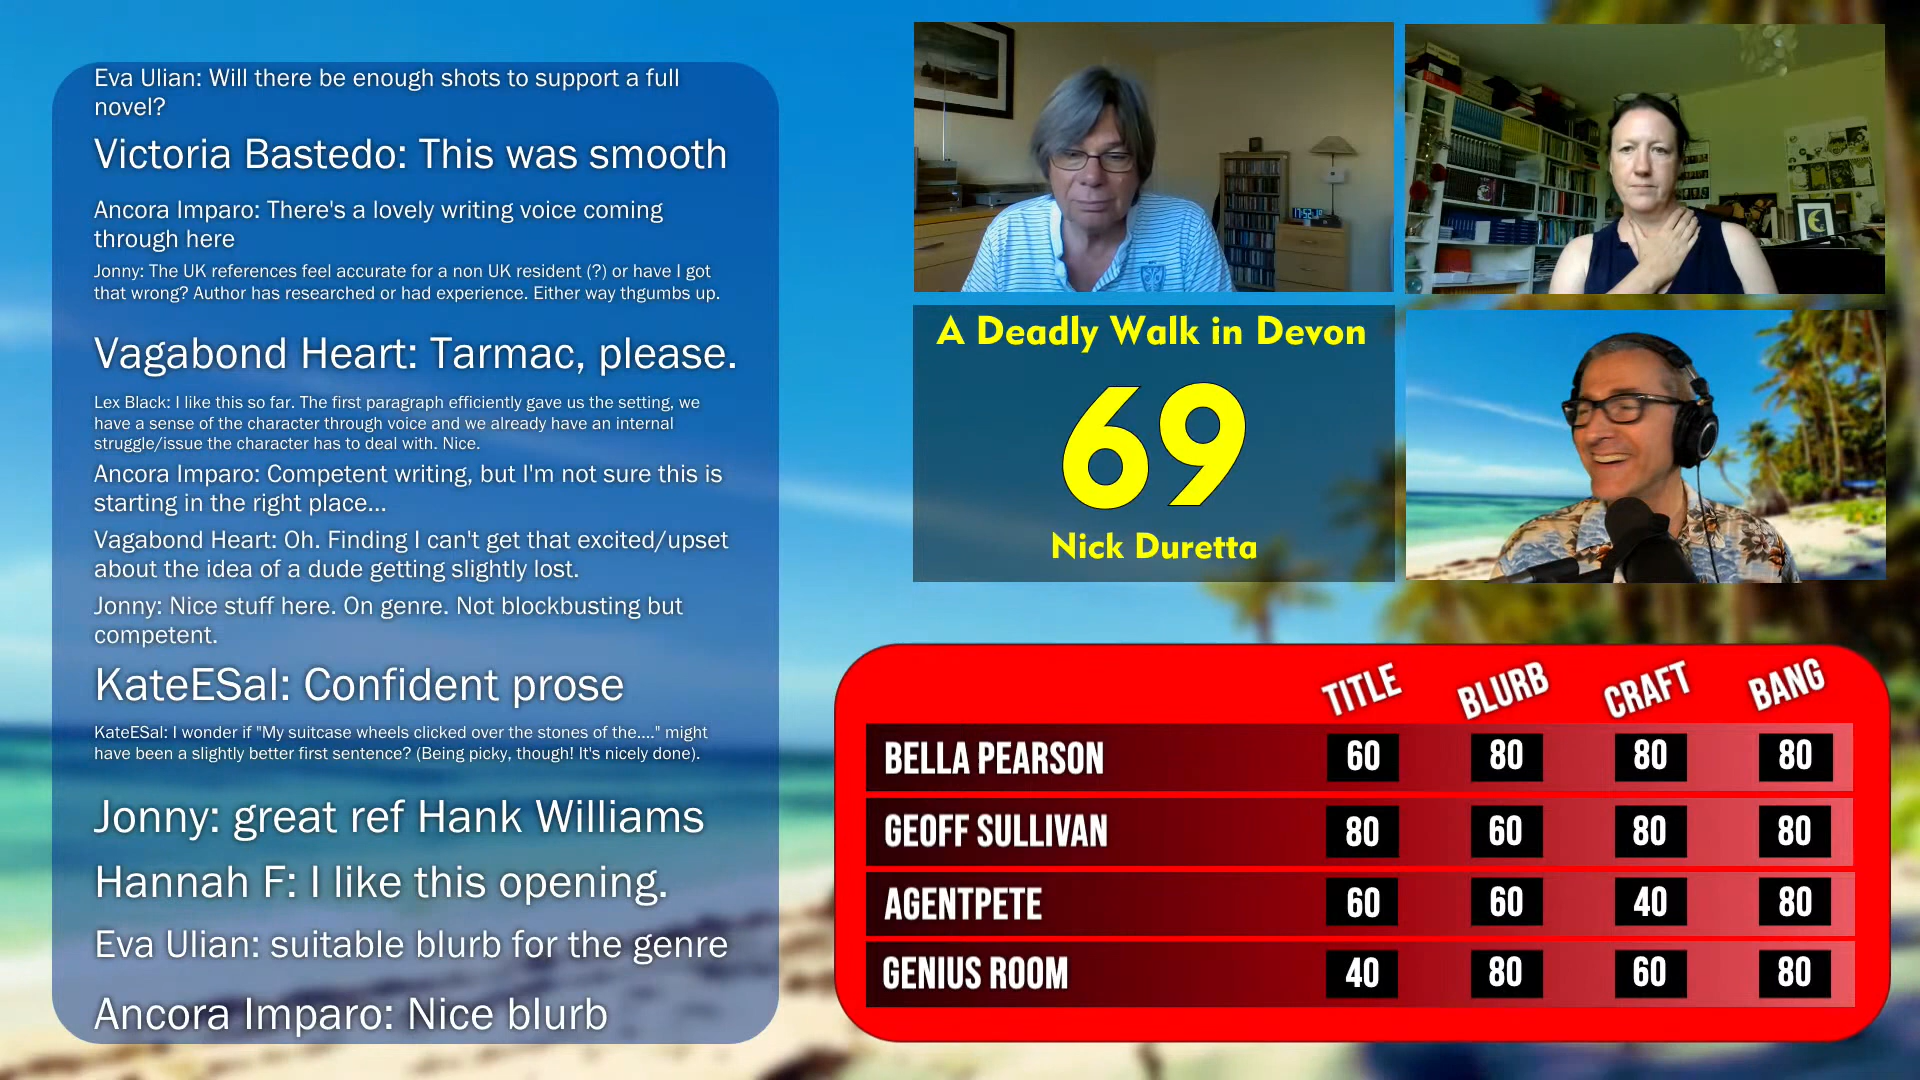 Eva Ulian: Will there be enough shots to support a full
novel?
Victoria Bastedo: This was smooth
Ancora Imparo: There's a lovely writing voice coming
through here
Jonny: The UK references feel accurate for a non UK resident (?) or have I got
that wrong? Author has researched or had experience. Either way thgumbs up.
Vagabond Heart: Tarmac, please.
Lex Black: I like this so far. The first paragraph efficiently gave us the setting, we
have a sense of the character through voice and we already have an internal
struggle/issue the character has to deal with. Nice.
Ancora Imparo: Competent writing, but I'm not sure this is
starting in the right place...
Vagabond Heart: Oh. Finding I can't get that excited/upset
about the idea of a dude getting slightly lost.
Jonny: Nice stuff here. On genre. Not blockbusting but
competent.
KateESal: Confident prose
KateESal: I wonder if "My suitcase wheels clicked over the stones of the...." might
have been a slightly better first sentence? (Being picky, though! It's nicely done).
Jonny: great ref Hank Williams
Hannah F: I like this opening.
Eva Ulian: suitable blurb for the genre
Ancora Imparo: Nice blurb
A Deadly Walk in Devon
69
Nick Duretta
TITLE BLURB CRAFT BANG
BELLA PEARSON 60 80 80 80
GEOFF SULLIVAN 80 60 80 80
AGENTPETE 60 60 40 80
GENIUS ROOM 40 80 60 80